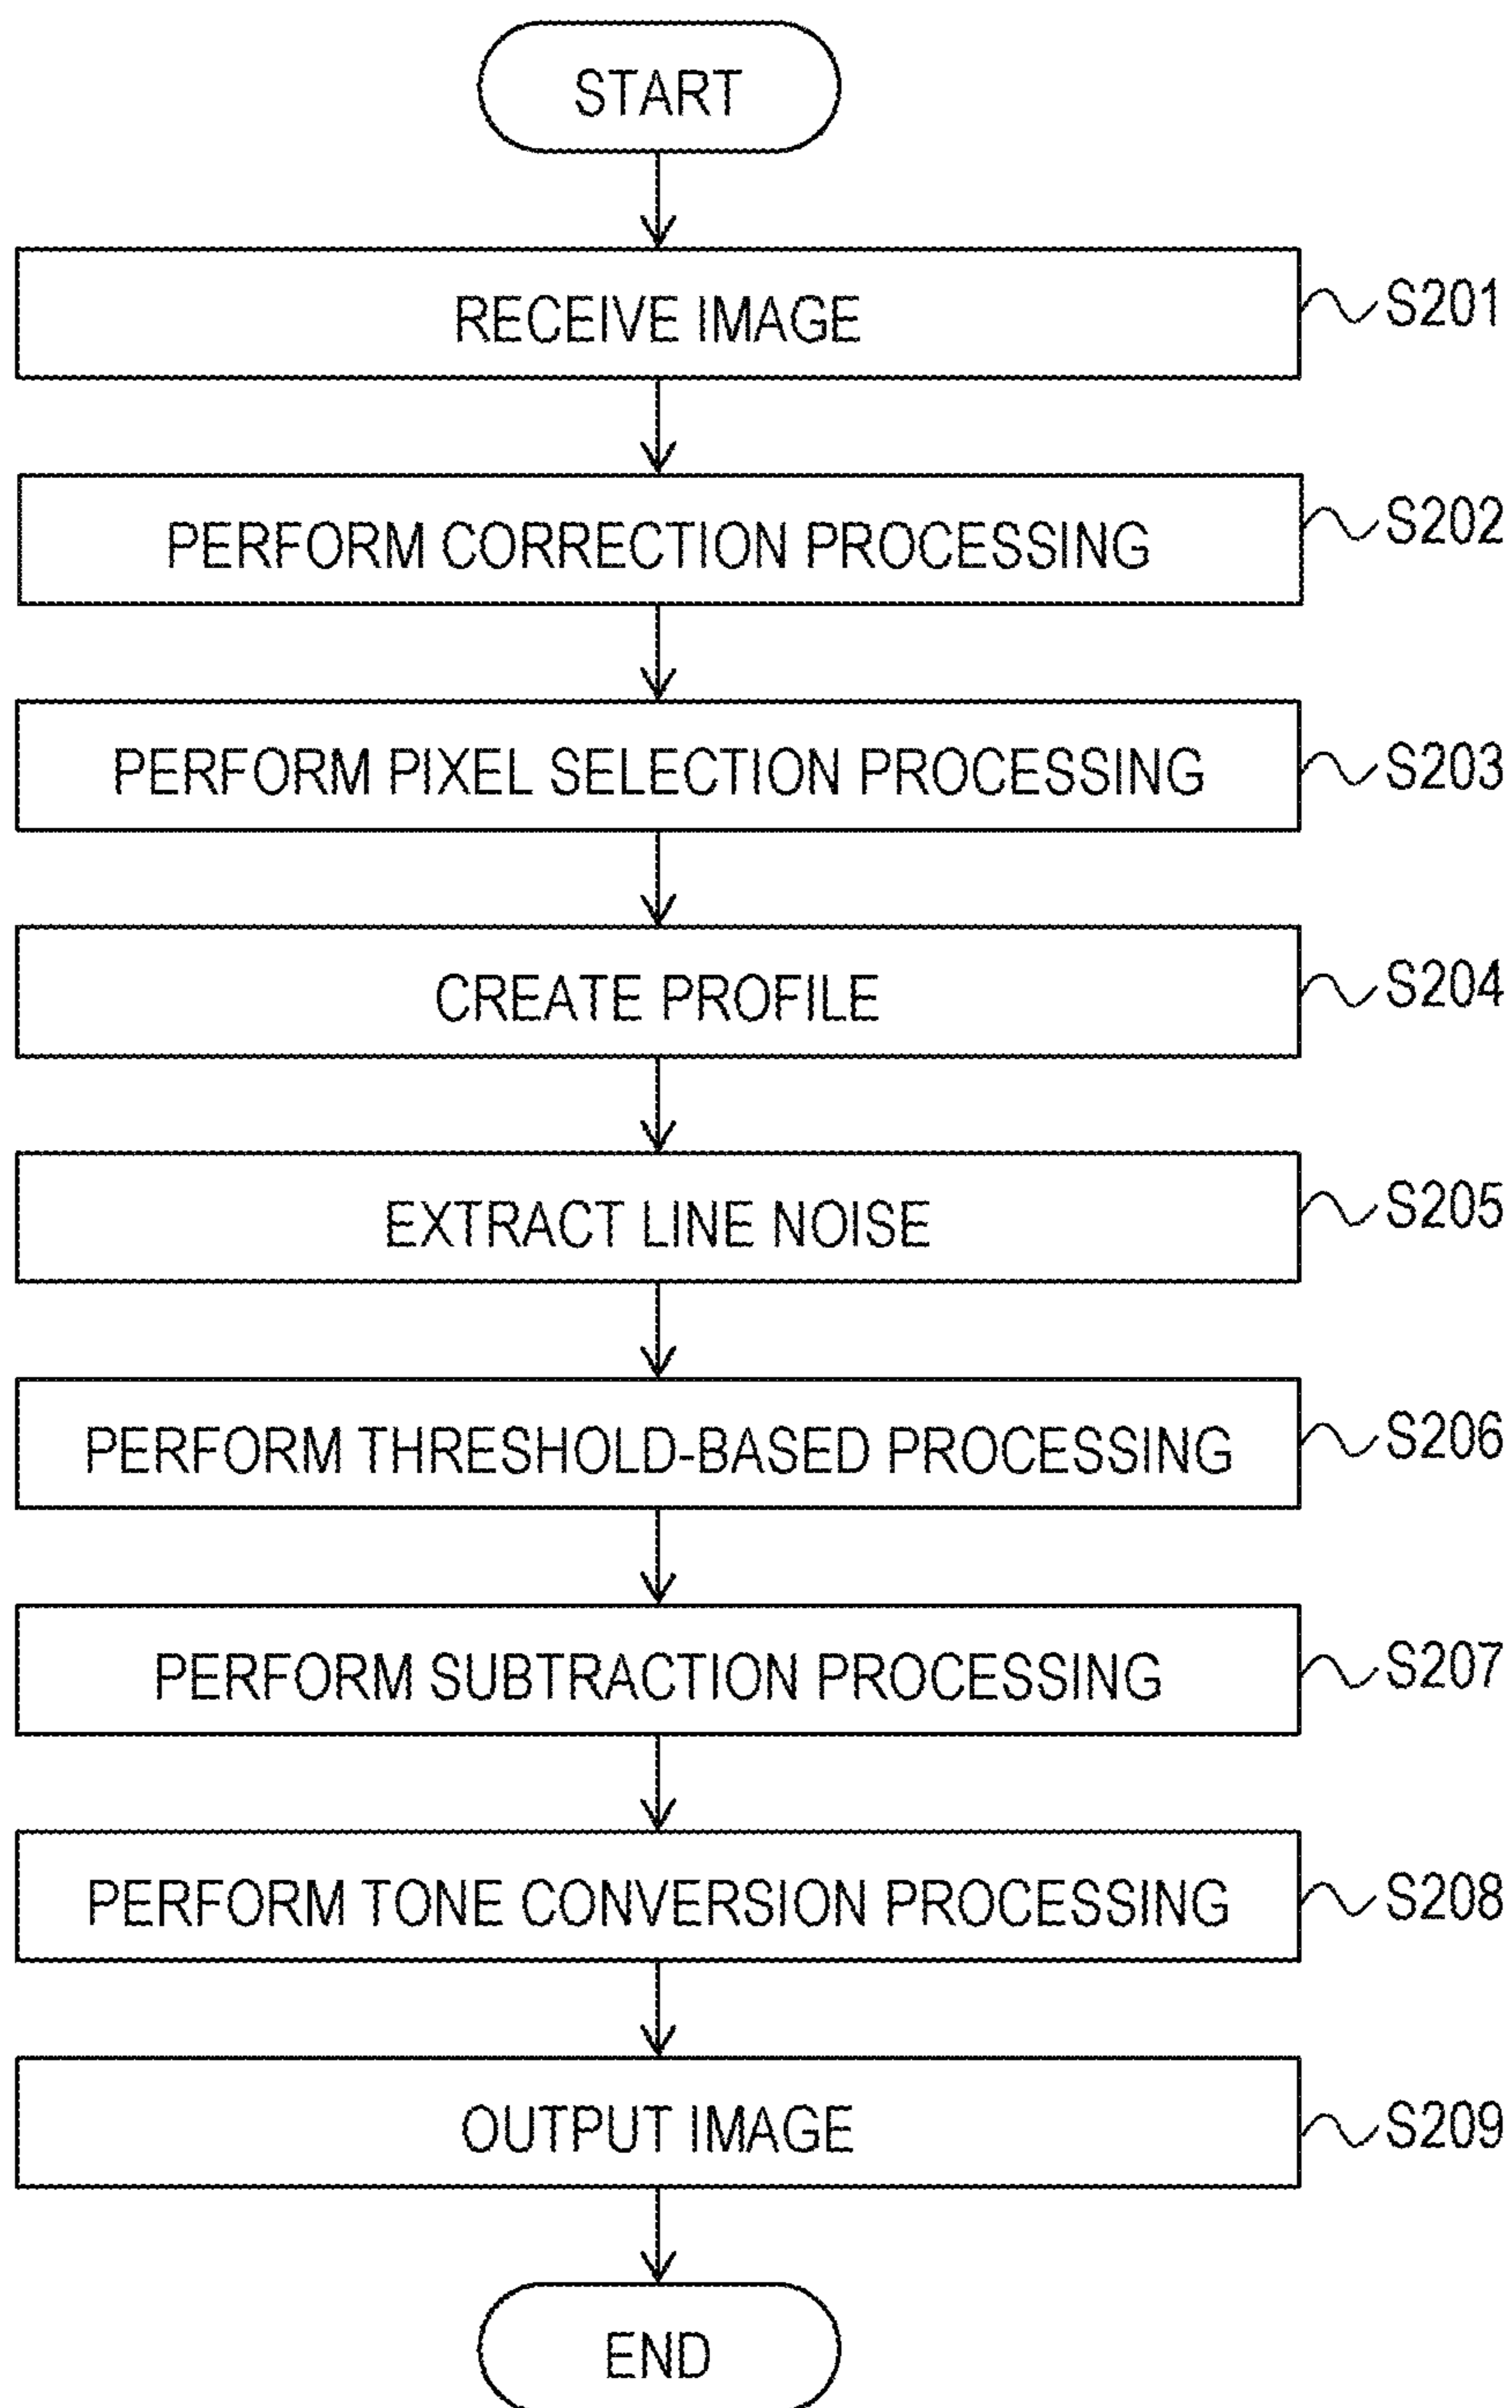 START
RECEIVE IMAGE S201
PERFORM CORRECTION PROCESSING S202
PERFORM PIXEL SELECTION PROCESSING S203
CREATE PROFILE S204
EXTRACT LINE NOISE S205
PERFORM THRESHOLD-BASED PROCESSING S206
PERFORM SUBTRACTION PROCESSING S207
PERFORM TONE CONVERSION PROCESSING S208
OUTPUT IMAGE S209
END